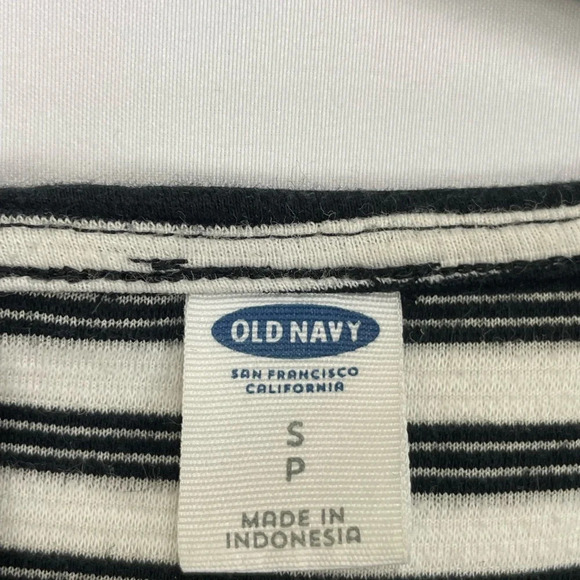 OLD NAVY
SAN FRANCISCO
CALIFORNIA
S
P
MADE IN
INDONESIA